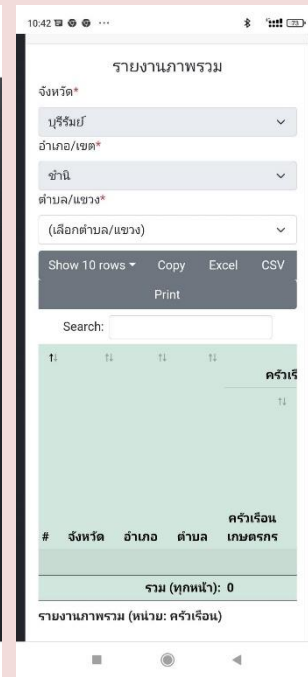 10:42
73
รายงานภาพรวม
จังหวัด*
บุรีรัมย์
อำเภอ/เขต*
ชำนิ
ตำบล/แขวง*
(เลือกตำบล/แขวง)
Show 10 rows Copy Excel CSV
Print
Search:
ครัวเรื
# จังหวัด อำเภอ ตำบล ครัวเรือน
เกษตรกร
รวม (ทุกหน้า): 0
รายงานภาพรวม (หน่วย: ครัวเรือน)